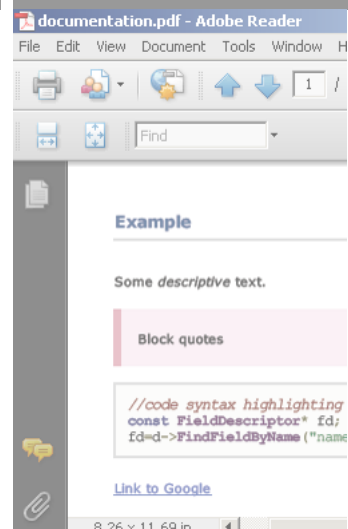 documentation.pdf - Adobe Reader
File Edit View Document Tools Window H
1 /
Find
Example
Some descriptive text.
Block quotes
//code syntax highlighting
const FieldDescriptor* fd;
fd=d->FindFieldByName("name
Link to Google
8.26 x 11.69 in